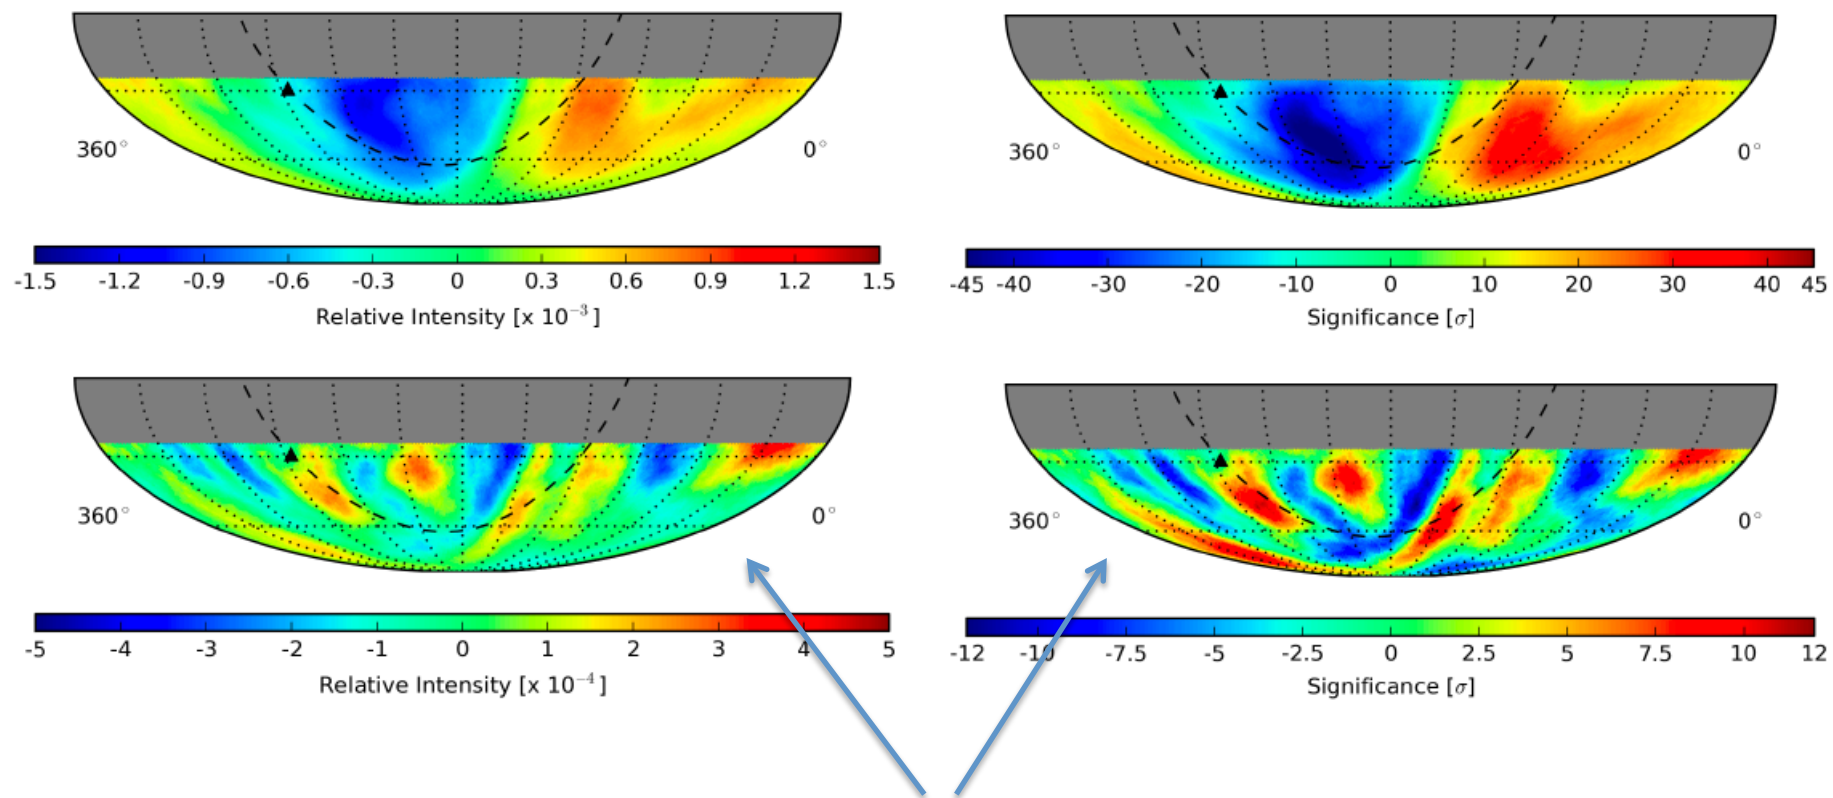 360° 0°
-1.5 -1.2 -0.9 -0.6 -0.3 0 0.3 0.6 0.9 1.2 1.5
Relative Intensity [x 10⁻³]
360° 0°
-45 -40 -30 -20 -10 0 10 20 30 40 45
Significance [σ]
360° 0°
-5 -4 -3 -2 -1 0 1 2 3 4 5
Relative Intensity [x 10⁻⁴]
360° 0°
-12 -10 -7.5 -5 -2.5 0 2.5 5 7.5 10 12
Significance [σ]